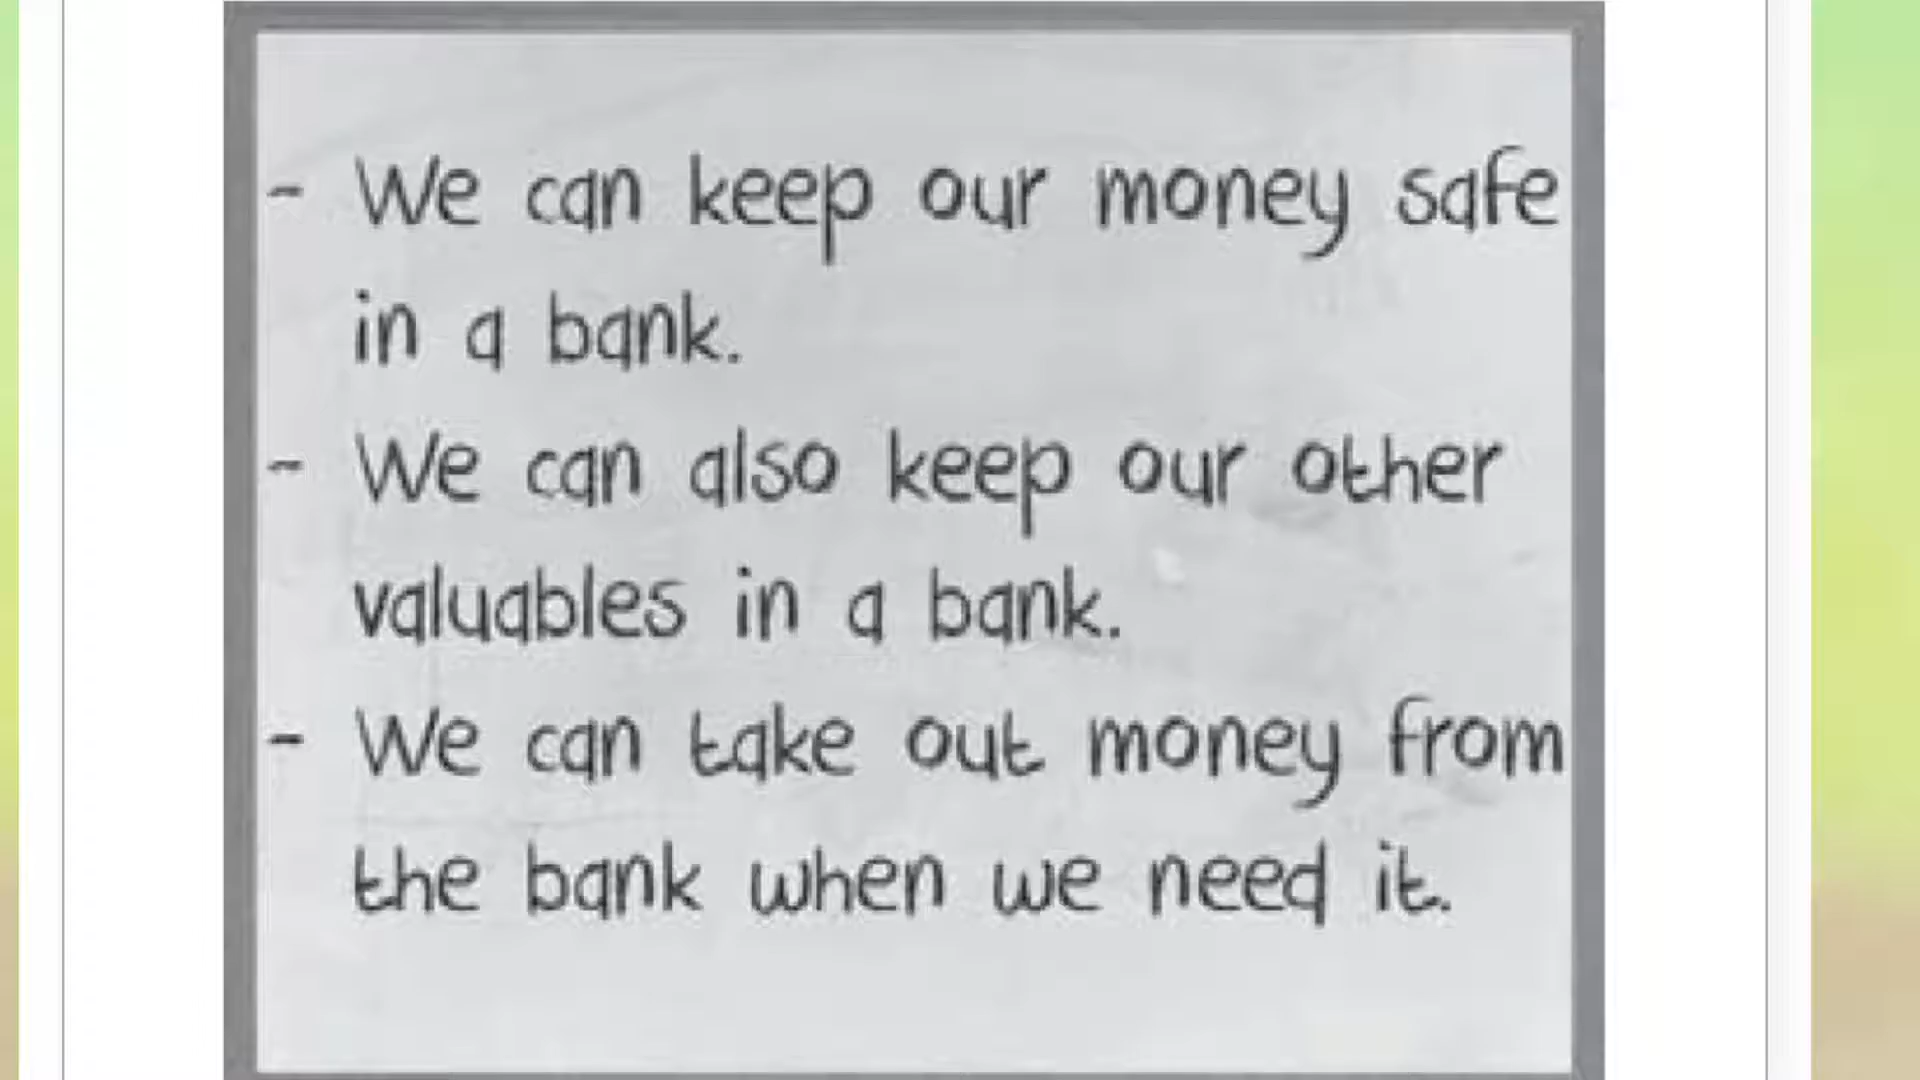 - We can keep our money safe
in a bank.
- We can also keep our other
valuables in a bank.
- We can take out money from
the bank when we need it.